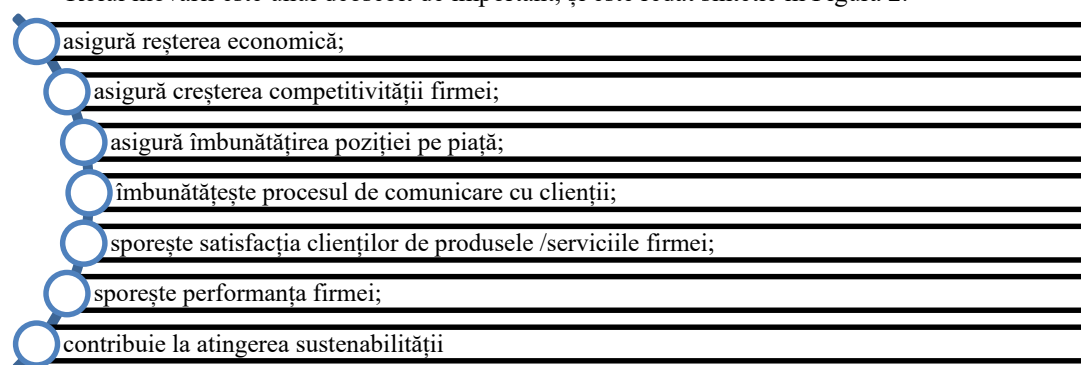 asigură reșterea economică;
asigură creșterea competitivității firmei;
asigură îmbunătățirea poziției pe piață;
îmbunătățește procesul de comunicare cu clienții;
sporește satisfacția clienților de produsele /serviciile firmei;
sporește performanța firmei;
contribuie la atingerea sustenabilității